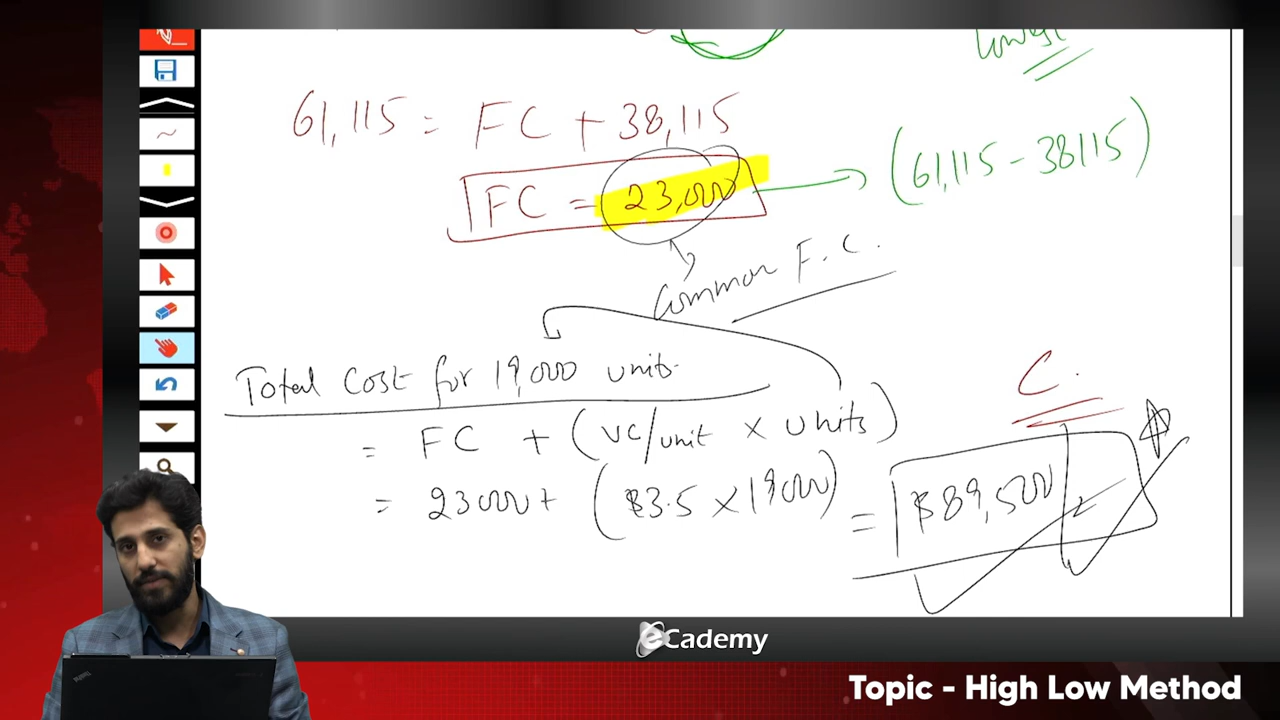 Lowest
61,115 = FC + 38,115
FC = 23,000
(61,115 - 38115)
Common F.C.
Total Cost for 19,000 units
= FC + (VC/unit × units)
= 23000+ ($3.5 × 19000) = $89,500
C.
eCademy
Topic - High Low Method